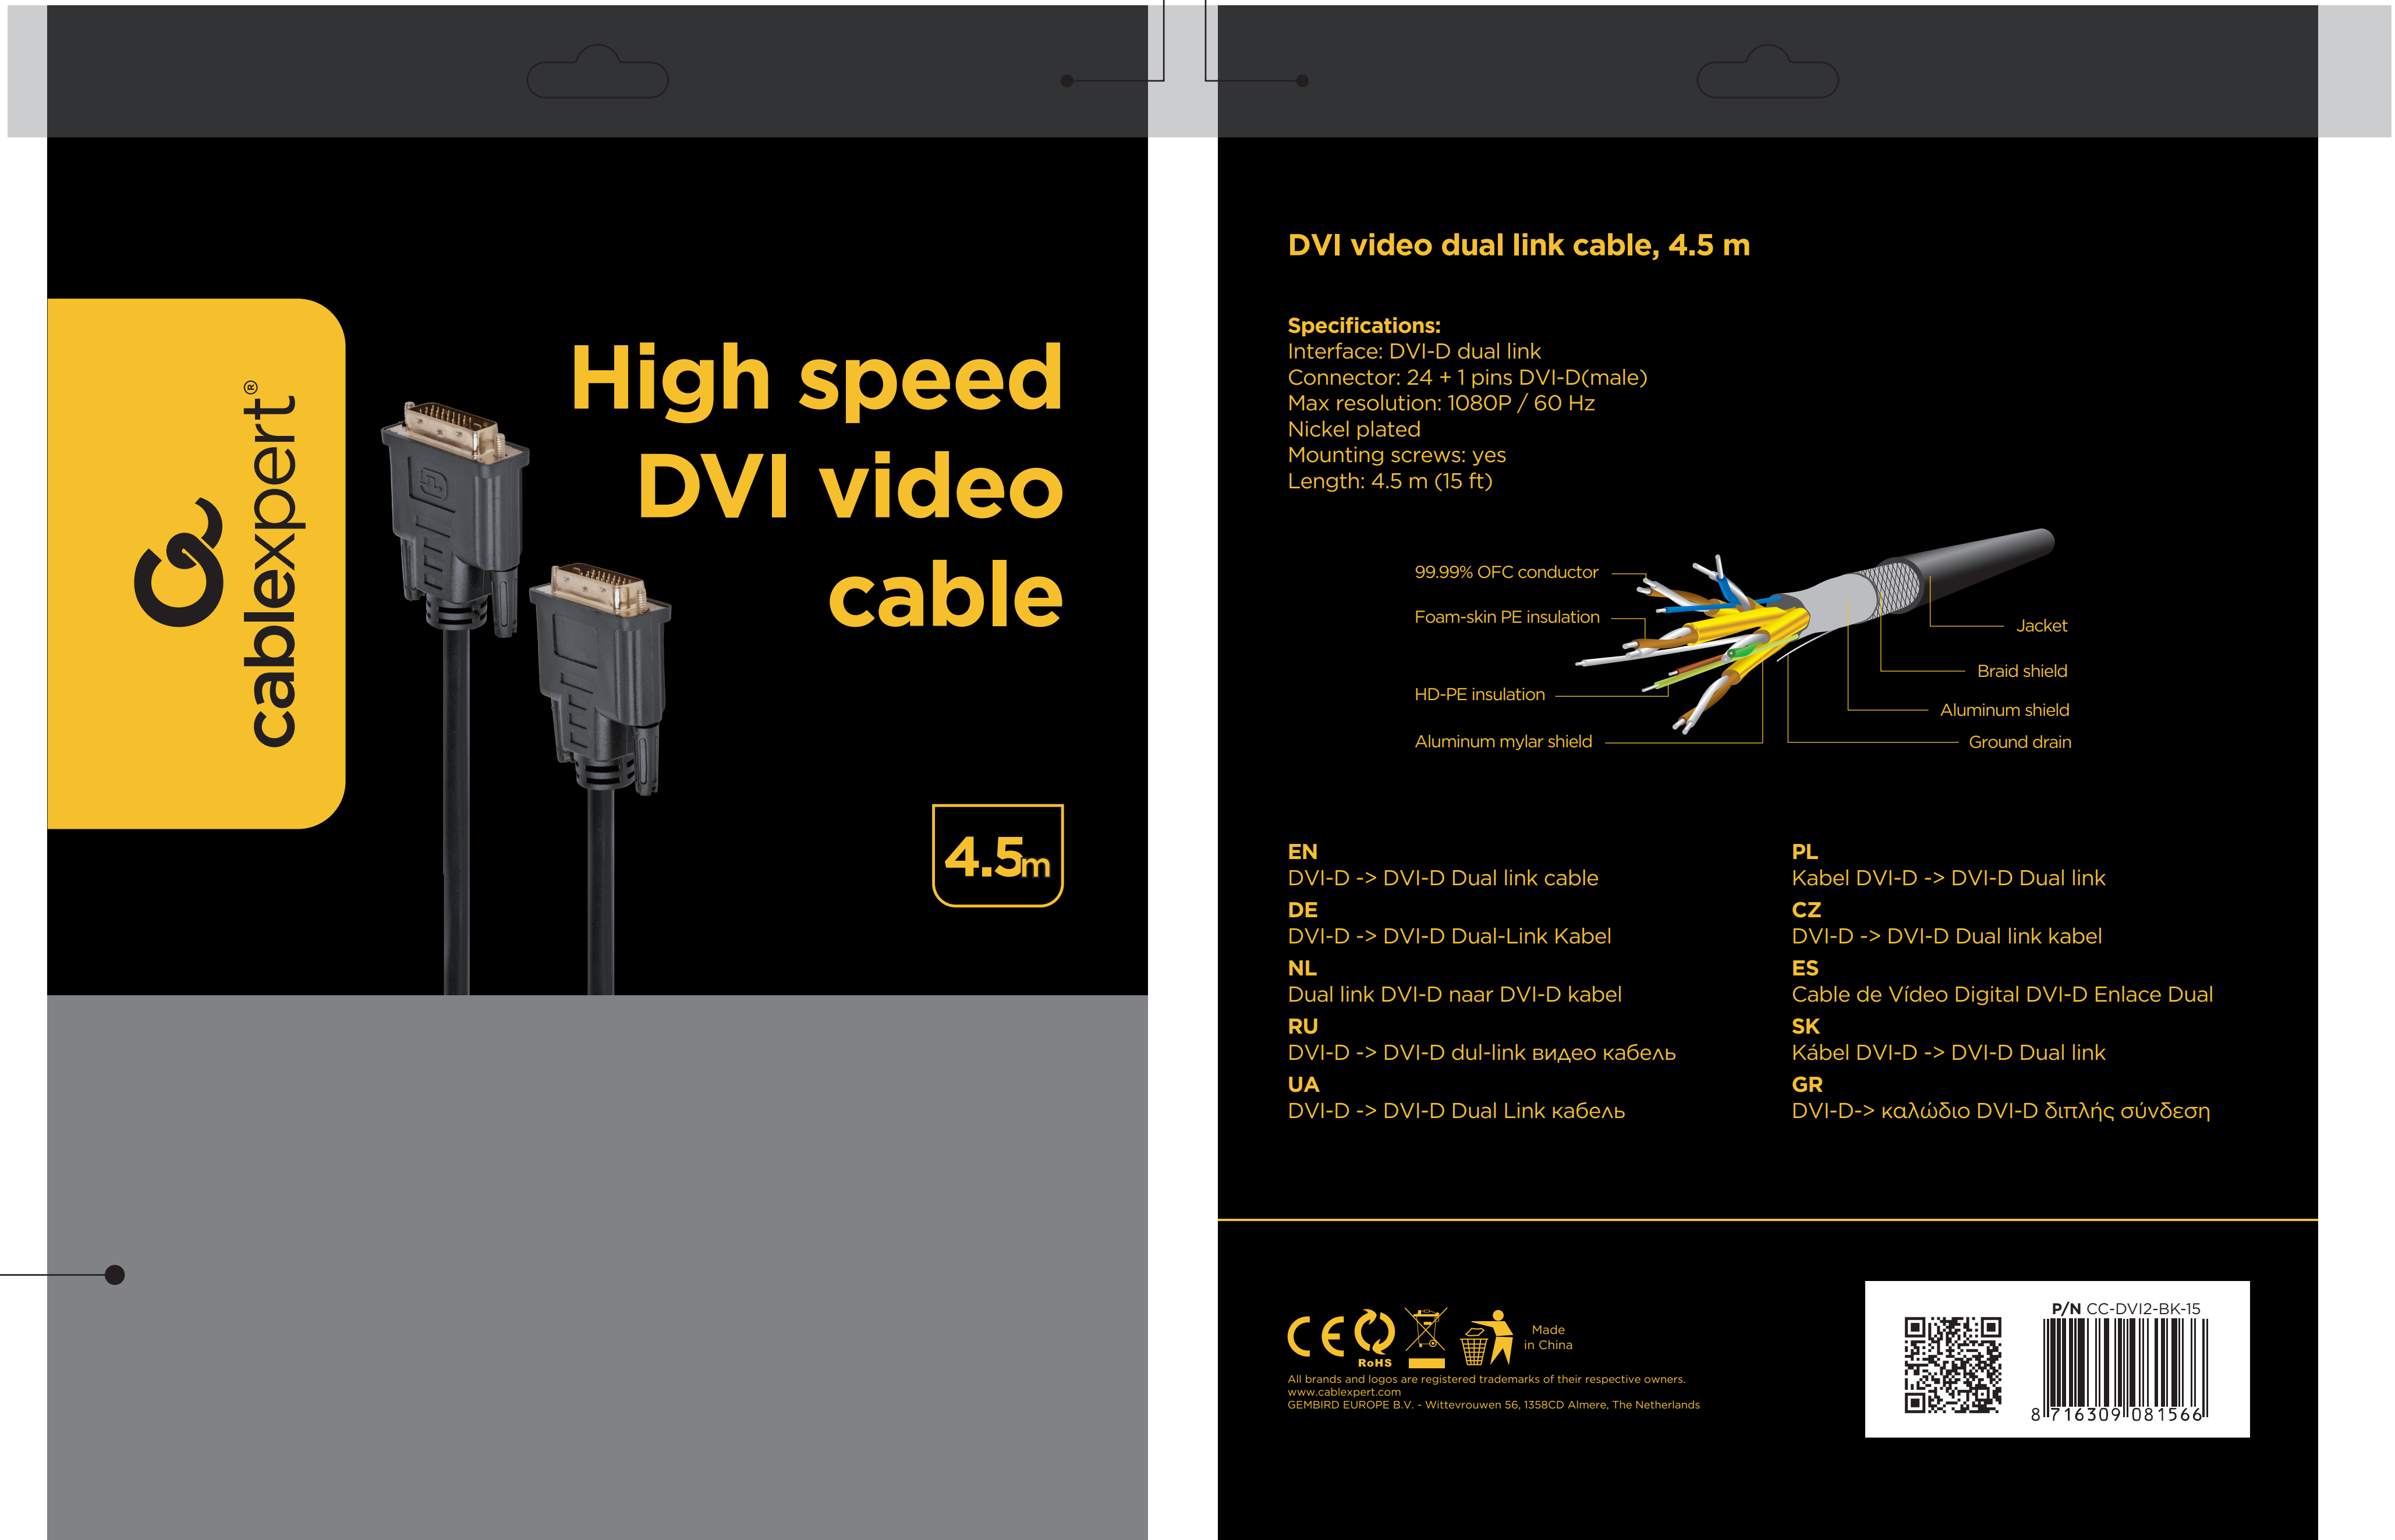 cablexpert®
High speed
DVI video
cable
4.5m
DVI video dual link cable, 4.5 m
Specifications:
Interface: DVI-D dual link
Connector: 24 + 1 pins DVI-D(male)
Max resolution: 1080P / 60 Hz
Nickel plated
Mounting screws: yes
Length: 4.5 m (15 ft)
99.99% OFC conductor
Foam-skin PE insulation
HD-PE insulation
Aluminum mylar shield
Jacket
Braid shield
Aluminum shield
Ground drain
EN
DVI-D -> DVI-D Dual link cable
DE
DVI-D -> DVI-D Dual-Link Kabel
NL
Dual link DVI-D naar DVI-D kabel
RU
DVI-D -> DVI-D dul-link видео кабель
UA
DVI-D -> DVI-D Dual Link кабель
PL
Kabel DVI-D -> DVI-D Dual link
CZ
DVI-D -> DVI-D Dual link kabel
ES
Cable de Vídeo Digital DVI-D Enlace Dual
SK
Kábel DVI-D -> DVI-D Dual link
GR
DVI-D-> καλώδιο DVI-D διπλής σύνδεση
CE
RoHS
Made
in China
All brands and logos are registered trademarks of their respective owners.
www.cablexpert.com
GEMBIRD EUROPE B.V. - Wittevrouwen 56, 1358CD Almere, The Netherlands
P/N CC-DVI2-BK-15
8 716309 081566